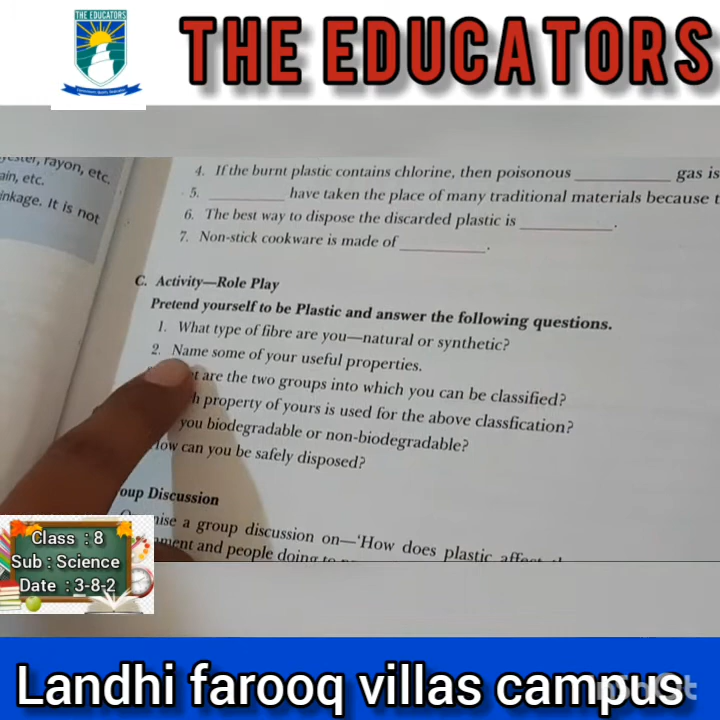 THE EDUCATORS
THE EDUCATORS
yester, rayon, etc.
ain, etc.
inkage. It is not
4. If the burnt plastic contains chlorine, then poisonous __________ gas is
5. __________ have taken the place of many traditional materials because t
6. The best way to dispose the discarded plastic is __________.
7. Non-stick cookware is made of __________.
C. Activity—Role Play
Pretend yourself to be Plastic and answer the following questions.
1. What type of fibre are you—natural or synthetic?
2. Name some of your useful properties.
are the two groups into which you can be classified?
property of yours is used for the above classfication?
you biodegradable or non-biodegradable?
How can you be safely disposed?
oup Discussion
nise a group discussion on—'How does plastic affect
ment and people doing to
Class : 8
Sub : Science
Date : 3-8-2
Landhi farooq villas campus